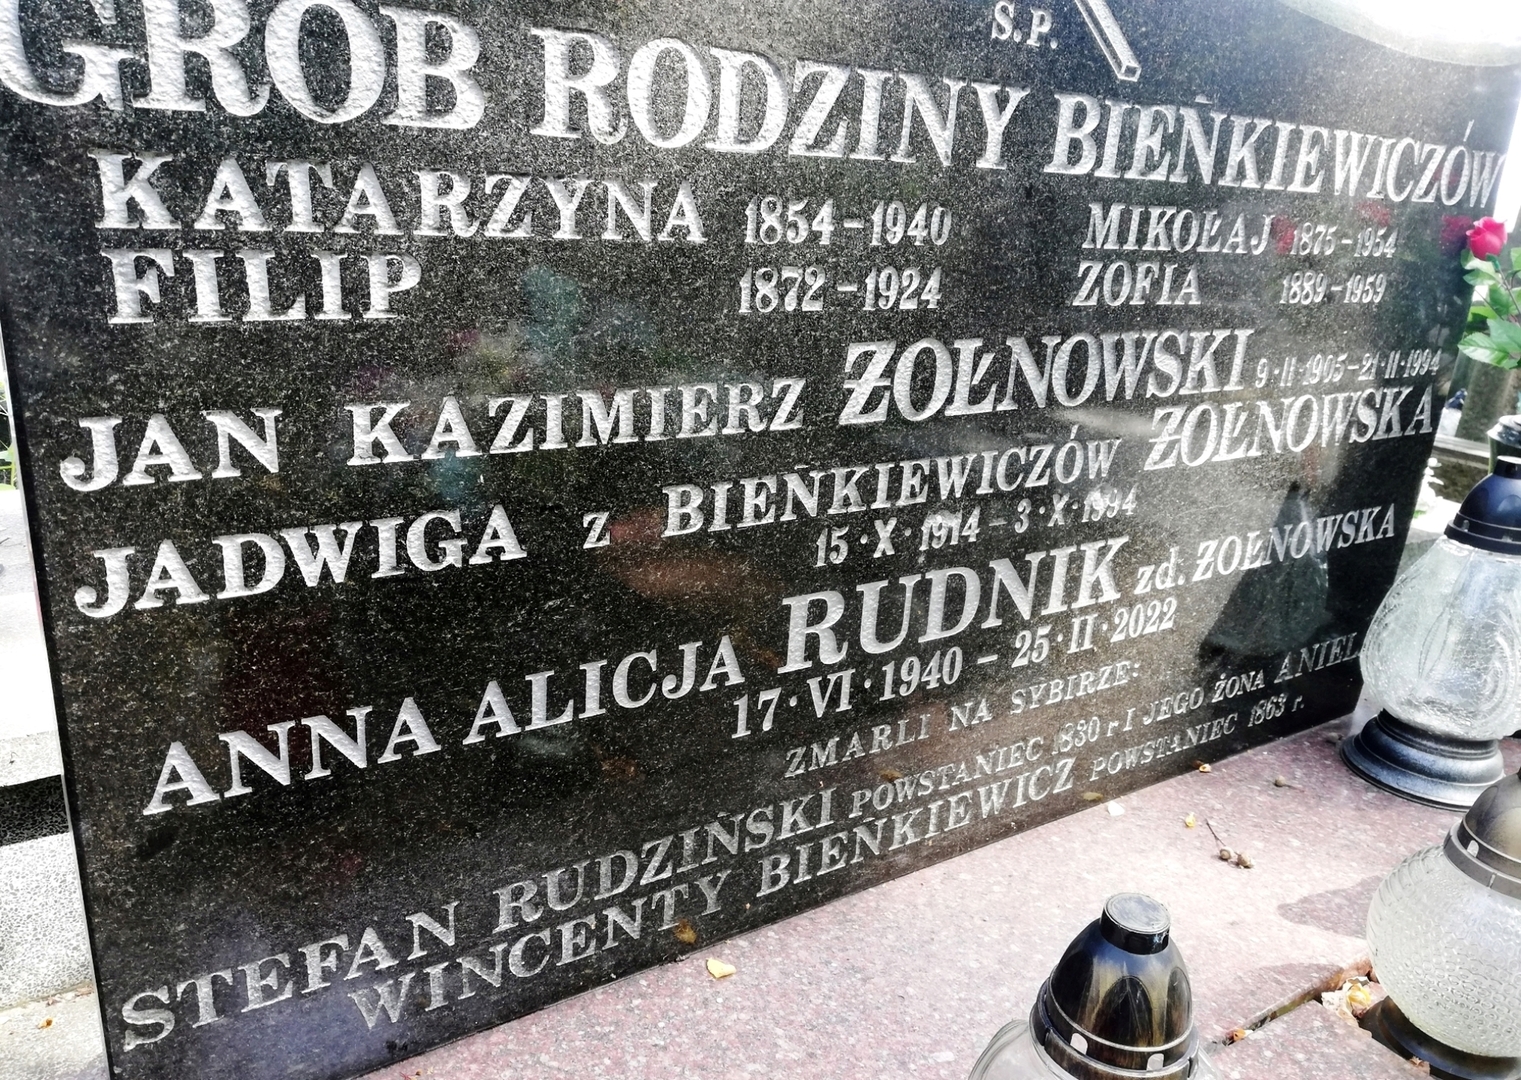 Ś.P.
GRÓB RODZINY BIEŃKIEWICZÓW
KATARZYNA 1854-1940 MIKOŁAJ 1875-1954
FILIP 1872-1924 ZOFIA 1889-1959
JAN KAZIMIERZ ŻOŁNOWSKI 9·II·1905-21·II·1994
JADWIGA z BIEŃKIEWICZÓW ŻOŁNOWSKA
15·X·1914-3·X·1994
ANNA ALICJA RUDNIK zd. ŻOŁNOWSKA
17·VI·1940 - 25·II·2022
ZMARLI NA SYBIRZE:
STEFAN RUDZIŃSKI POWSTANIEC 1830 r I JEGO ŻONA ANIEL
WINCENTY BIEŃKIEWICZ POWSTANIEC 1863 r.